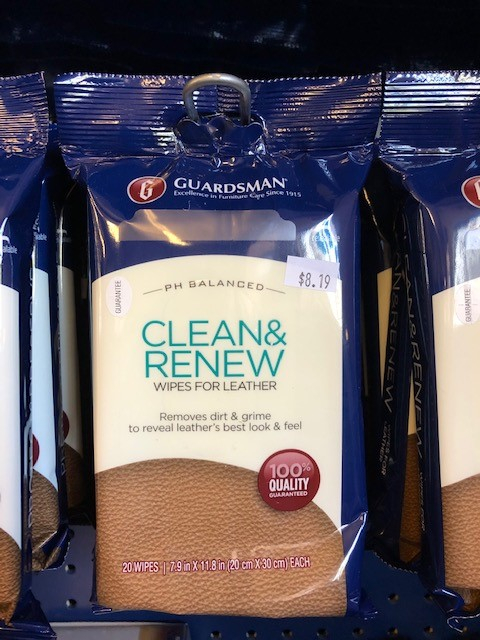 GUARDSMAN®
Excellence in Furniture Care Since 1915
$8.19
GUARANTEE
PH BALANCED
CLEAN&
RENEW
WIPES FOR LEATHER
Removes dirt & grime
to reveal leather's best look & feel
100%
QUALITY
GUARANTEED
20 WIPES | 7.9 in X 11.8 in (20 cm X 30 cm) EACH
GUARANTEE